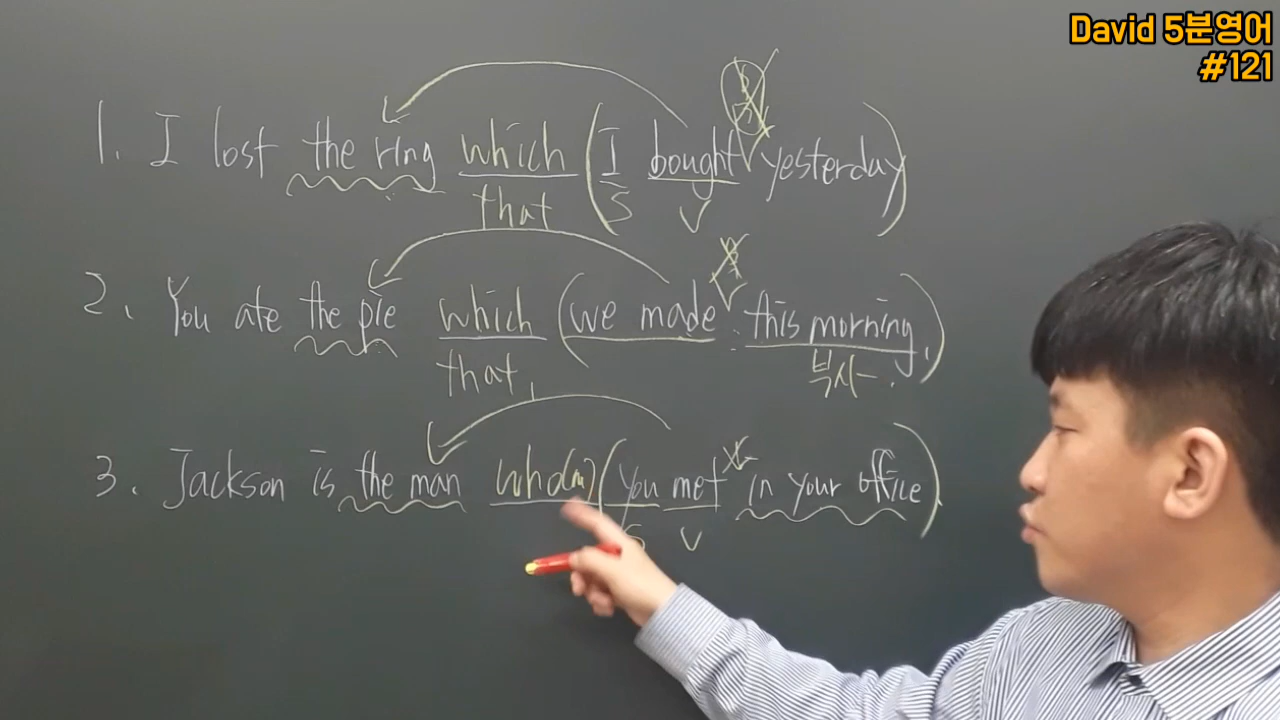 David 5분영어
#121
1. I lost the ring which (I bought yesterday)
that S V
2. You ate the pie which (we made this morning.)
that, 부사
3. Jackson is the man who(m) (you met in your office)
S V